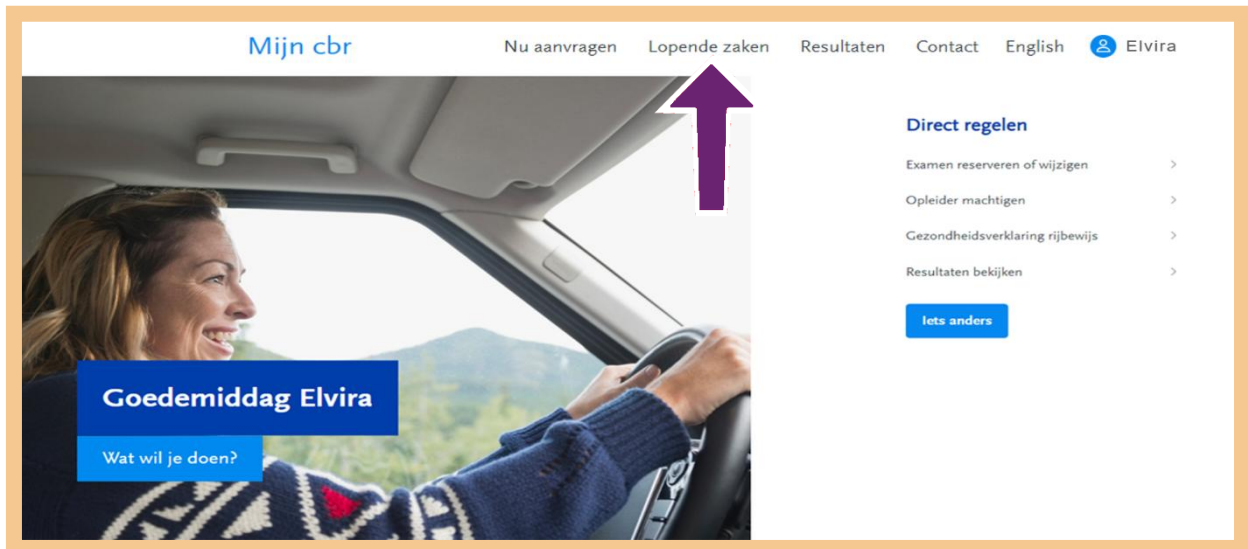 Mijn cbr
Nu aanvragen Lopende zaken Resultaten Contact English Elvira
Direct regelen
Examen reserveren of wijzigen
Opleider machtigen
Gezondheidsverklaring rijbewijs
Resultaten bekijken
Iets anders
Goedemiddag Elvira
Wat wil je doen?